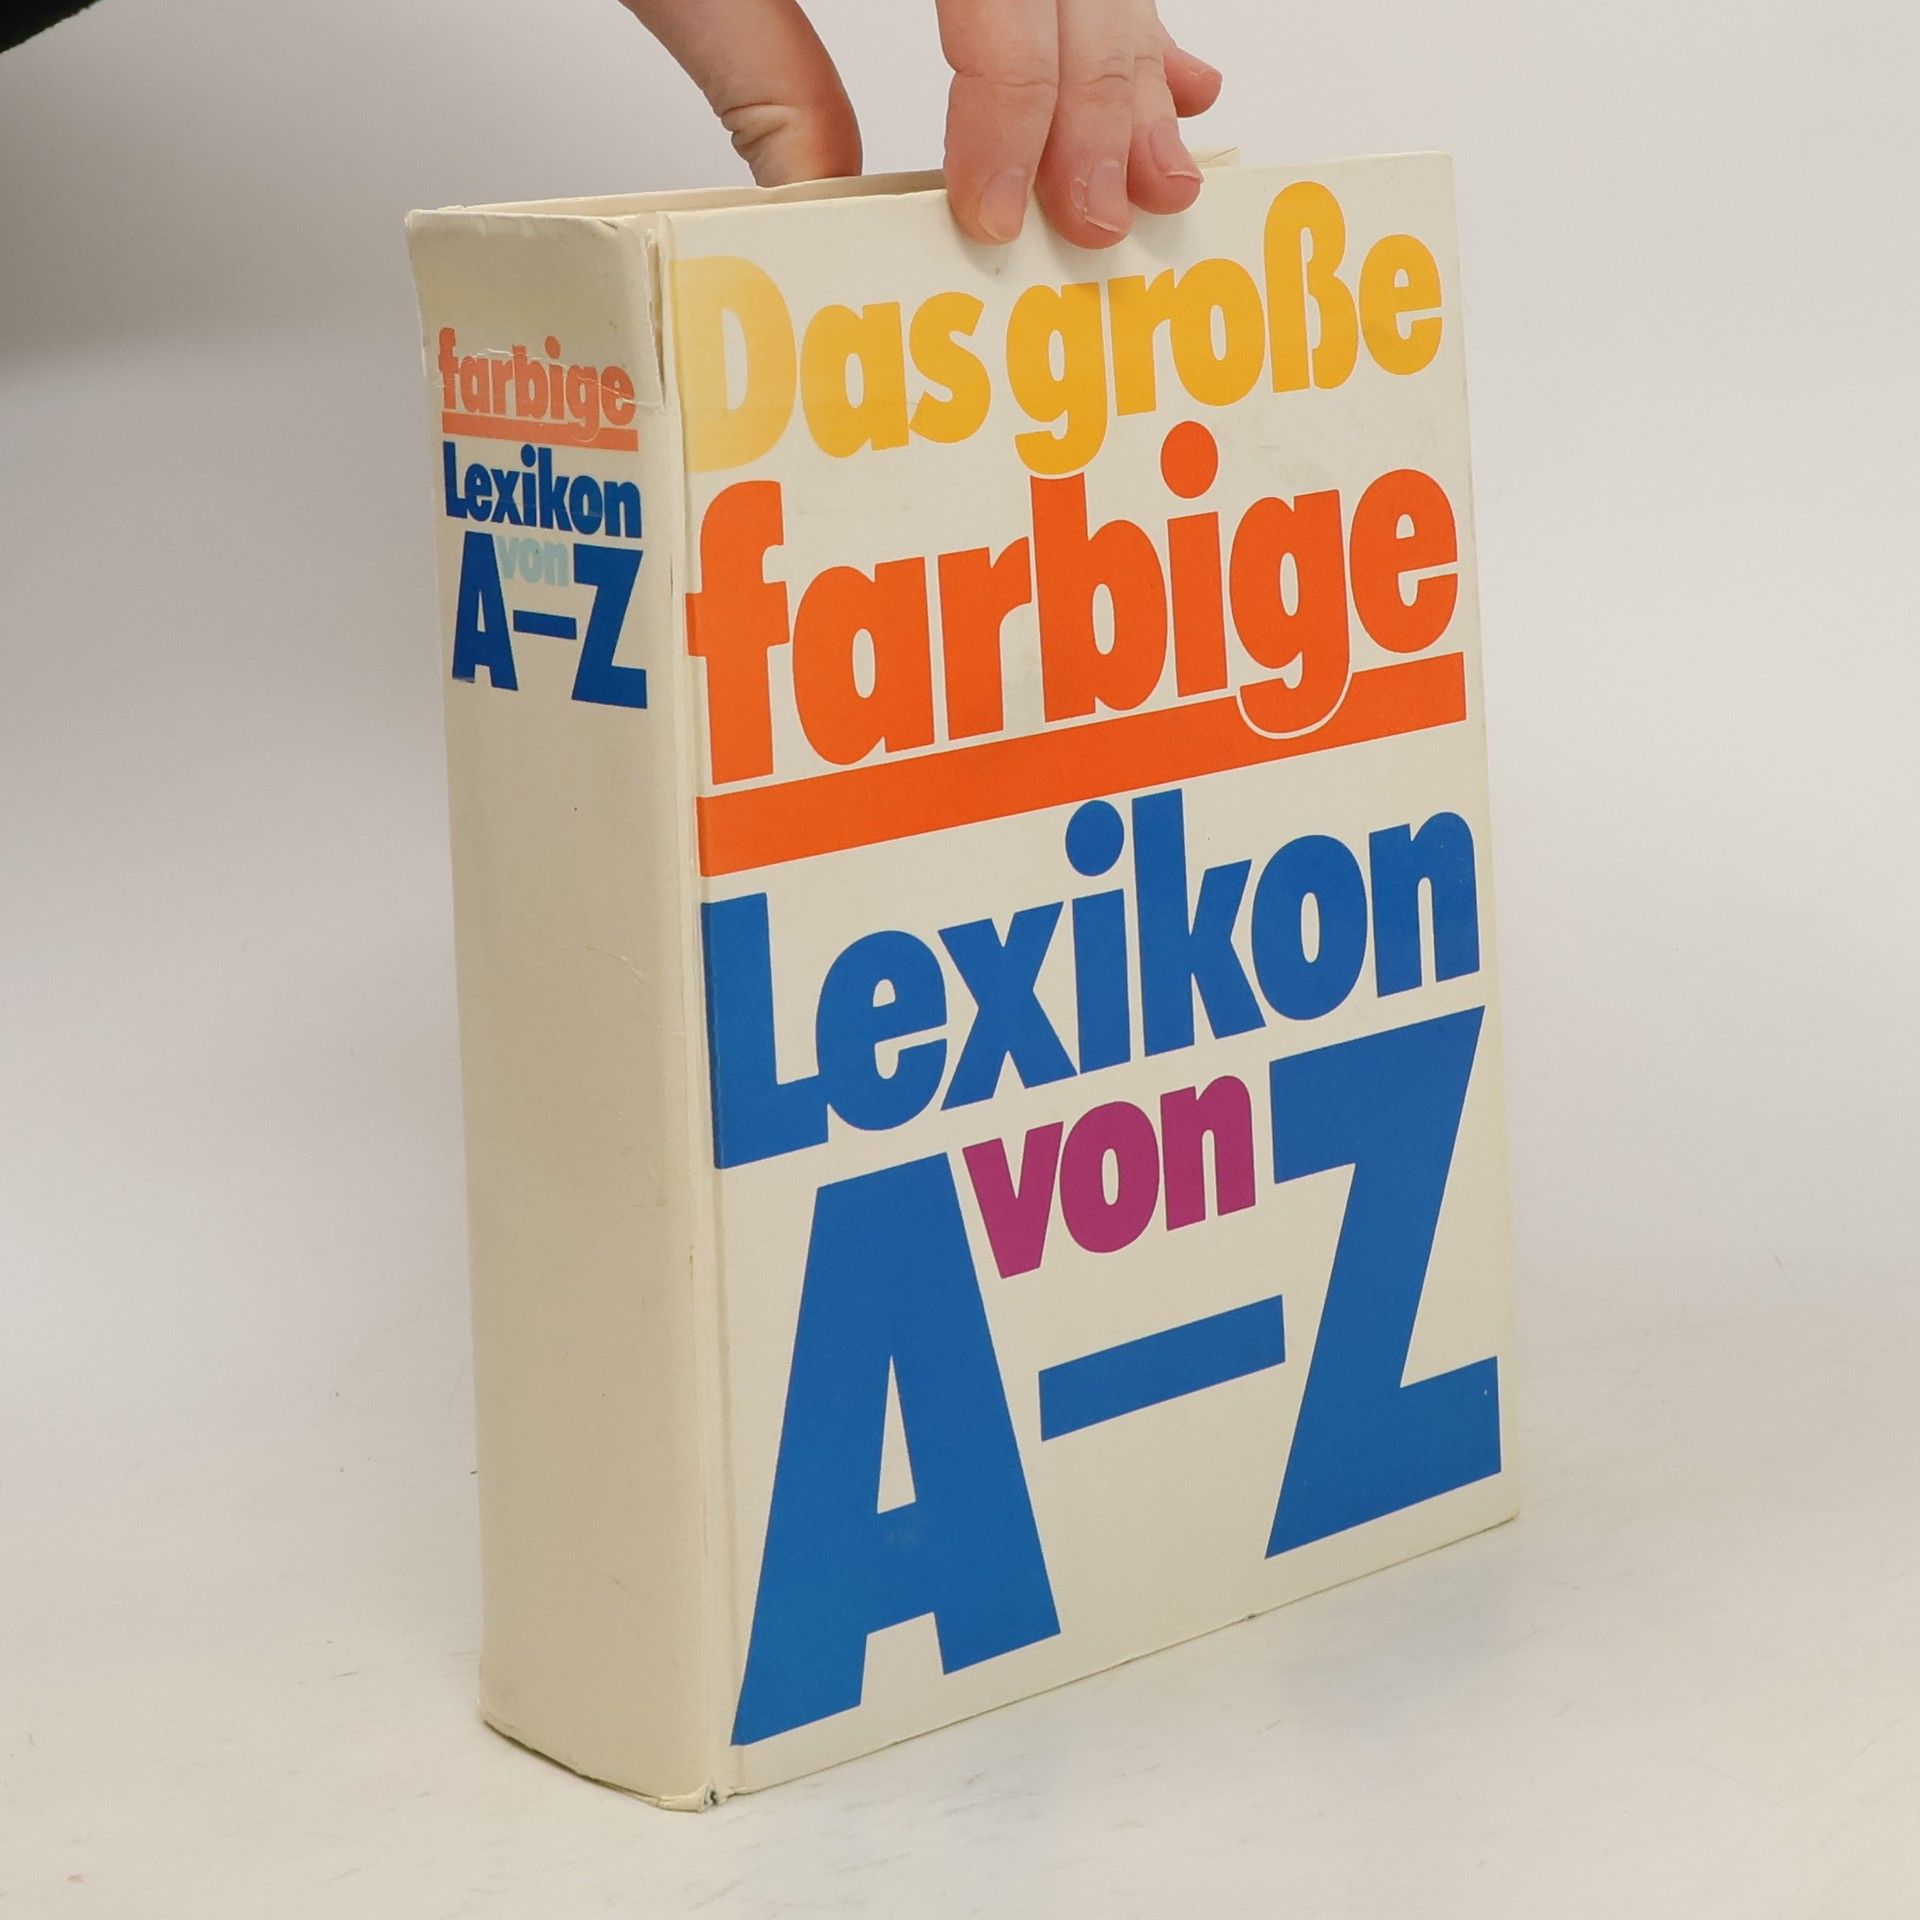 farbige
Lexikon
von
A–Z
Das große
farbige
Lexikon
von
A–Z